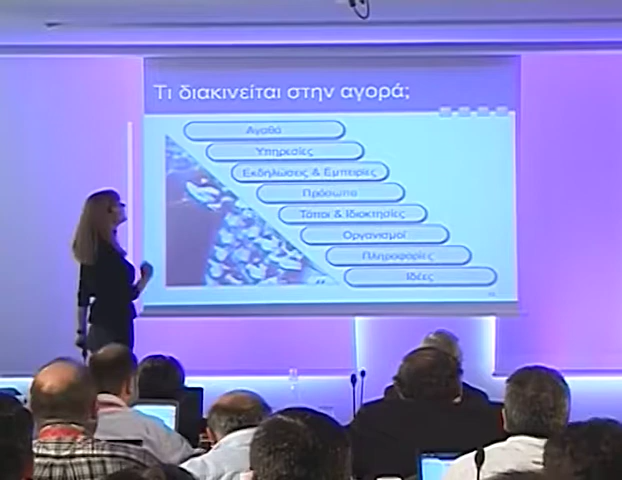 Τι διακινείται στην αγορά;
Αγαθά
Υπηρεσίες
Εκδηλώσεις & Εμπειρίες
Πρόσωπα
Τόποι & Ιδιοκτησίες
Οργανισμοί
Πληροφορίες
Ιδέες